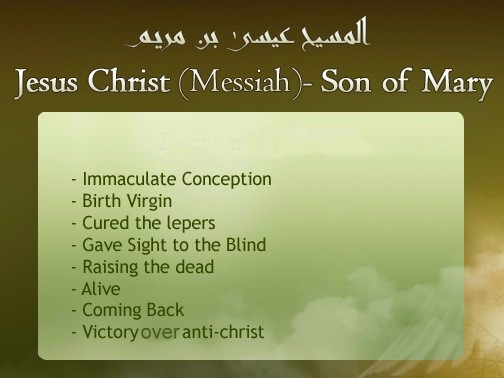 المسيح عيسىٰ بن مريم
Jesus Christ (Messiah)- Son of Mary
- Immaculate Conception
- Birth Virgin
- Cured the lepers
- Gave Sight to the Blind
- Raising the dead
- Alive
- Coming Back
- Victory over anti-christ